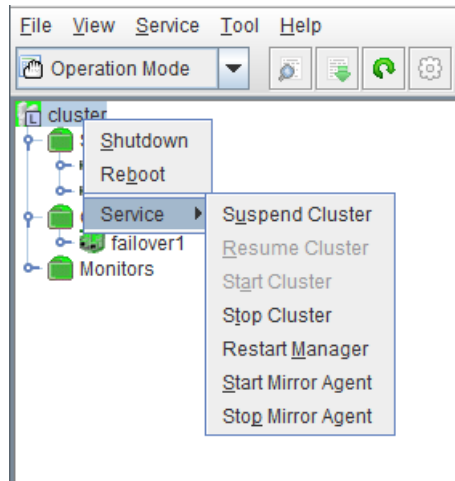 File View Service Tool Help
Operation Mode
cluster
Shutdown
Reboot
Service
failover1
Monitors
Suspend Cluster
Resume Cluster
Start Cluster
Stop Cluster
Restart Manager
Start Mirror Agent
Stop Mirror Agent